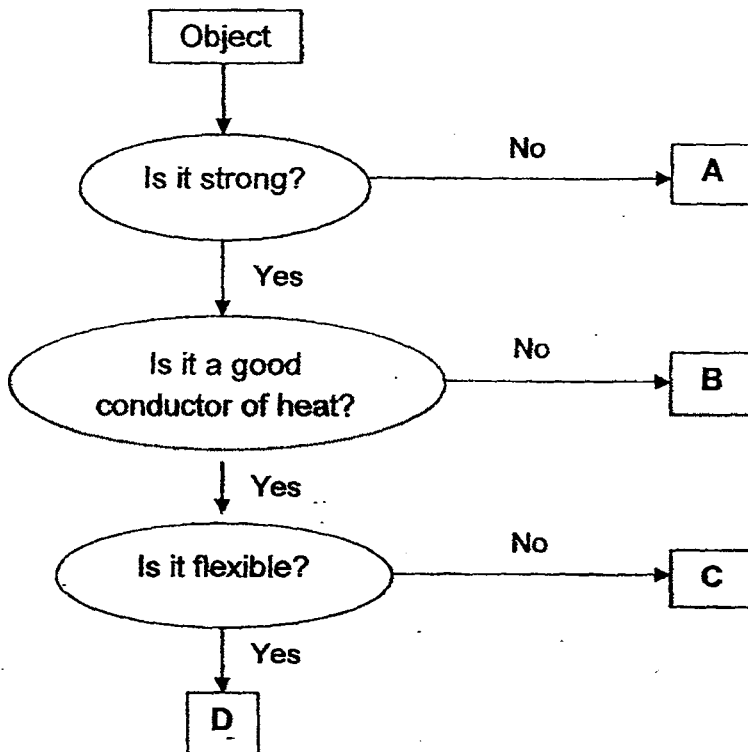 Object
Is it strong?
No
A
Yes
Is it a good
conductor of heat?
No
B
Yes
Is it flexible?
No
C
Yes
D